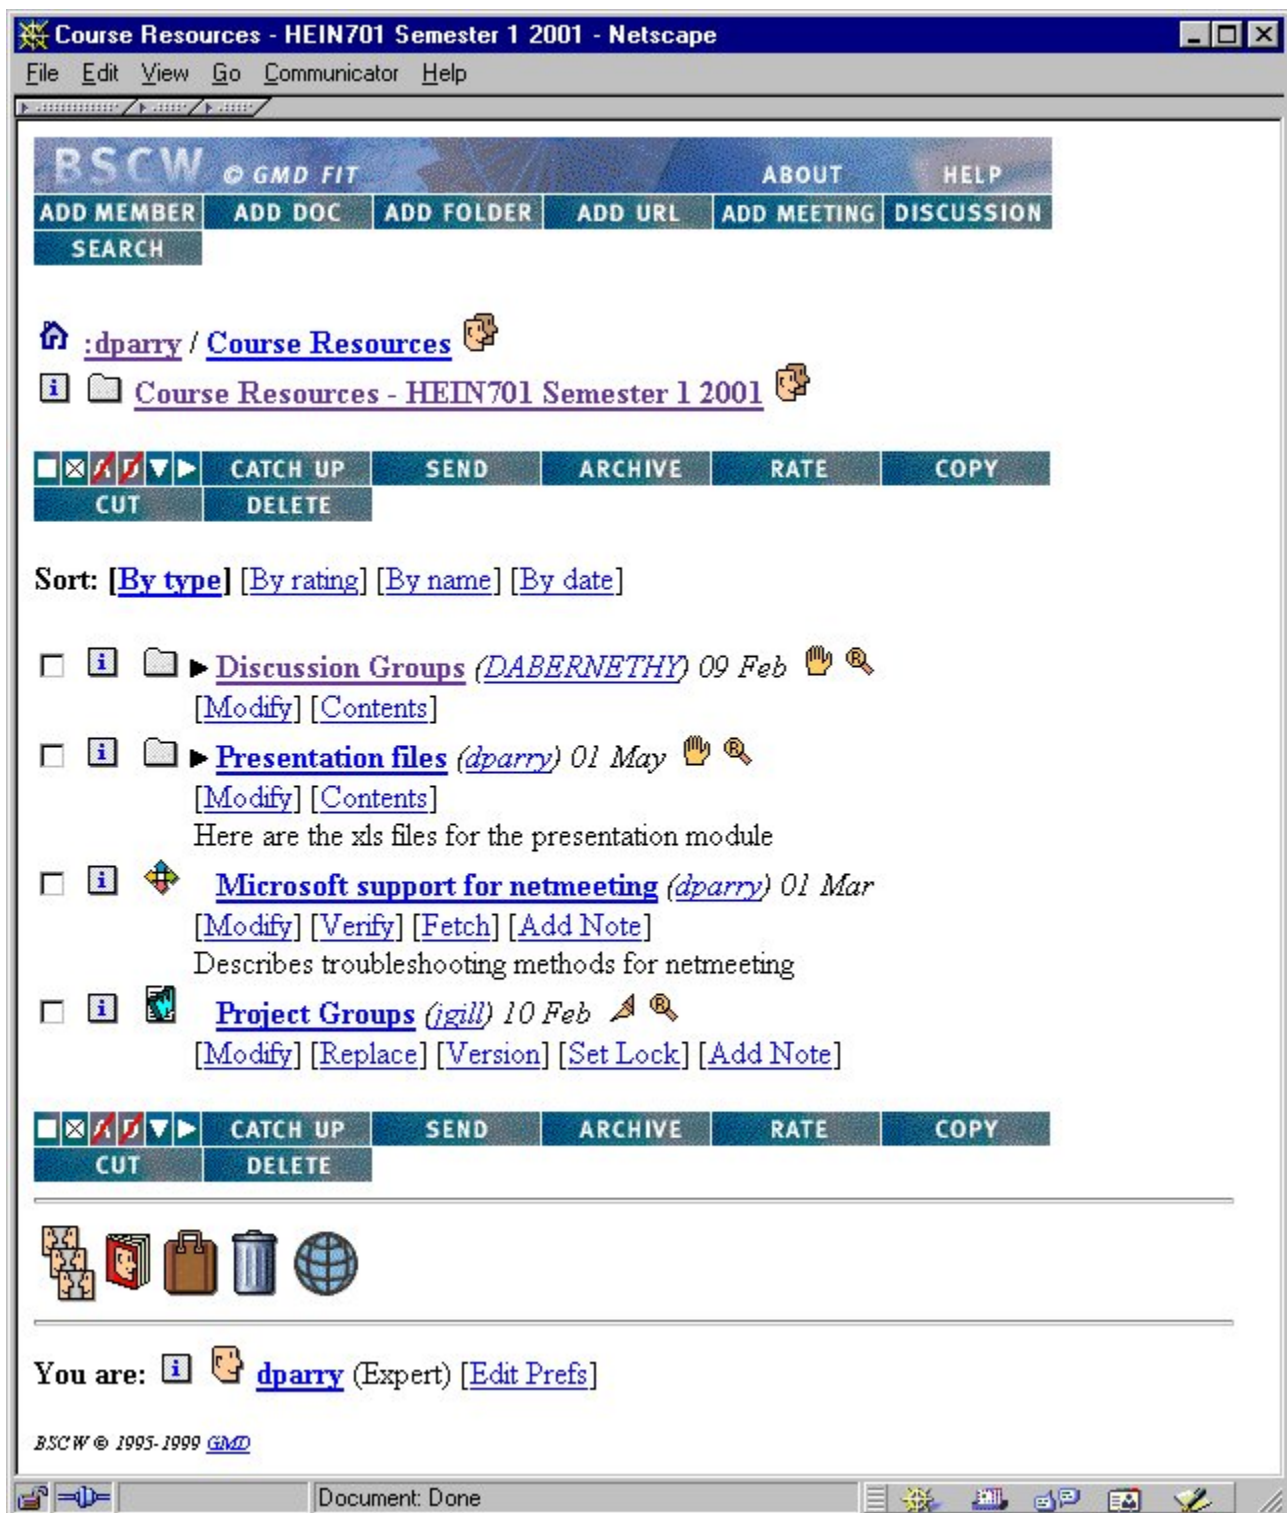 Course Resources - HEIN701 Semester 1 2001 - Netscape
File Edit View Go Communicator Help
BSCW © GMD FIT ABOUT HELP
ADD MEMBER ADD DOC ADD FOLDER ADD URL ADD MEETING DISCUSSION
SEARCH
:dparry / Course Resources
Course Resources - HEIN701 Semester 1 2001
CATCH UP SEND ARCHIVE RATE COPY
CUT DELETE
Sort: [By type] [By rating] [By name] [By date]
Discussion Groups (DABERNETHY) 09 Feb
[Modify] [Contents]
Presentation files (dparry) 01 May
[Modify] [Contents]
Here are the xls files for the presentation module
Microsoft support for netmeeting (dparry) 01 Mar
[Modify] [Verify] [Fetch] [Add Note]
Describes troubleshooting methods for netmeeting
Project Groups (jgill) 10 Feb
[Modify] [Replace] [Version] [Set Lock] [Add Note]
CATCH UP SEND ARCHIVE RATE COPY
CUT DELETE
You are: dparry (Expert) [Edit Prefs]
BSCW © 1995-1999 GMD
Document: Done